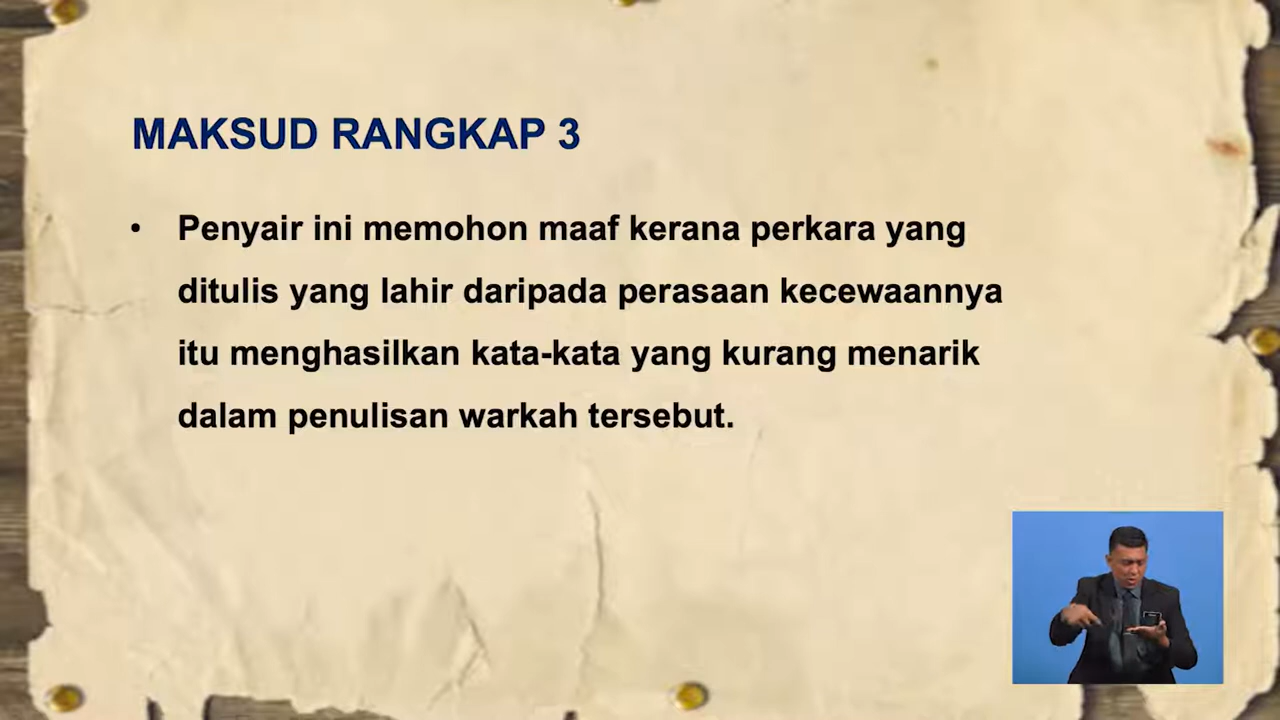 MAKSUD RANGKAP 3
• Penyair ini memohon maaf kerana perkara yang
ditulis yang lahir daripada perasaan kecewaannya
itu menghasilkan kata-kata yang kurang menarik
dalam penulisan warkah tersebut.